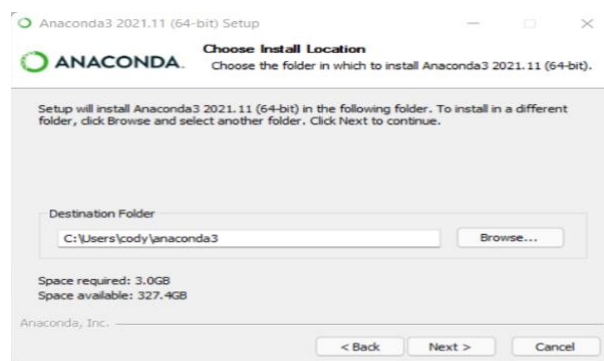 Anaconda3 2021.11 (64-bit) Setup
ANACONDA.
Choose Install Location
Choose the folder in which to install Anaconda3 2021.11 (64-bit).
Setup will install Anaconda3 2021.11 (64-bit) in the following folder. To install in a different
folder, click Browse and select another folder. Click Next to continue.
Destination Folder
C:\Users\cody\anaconda3
Browse...
Space required: 3.0GB
Space available: 327.4GB
Anaconda, Inc.
< Back
Next >
Cancel